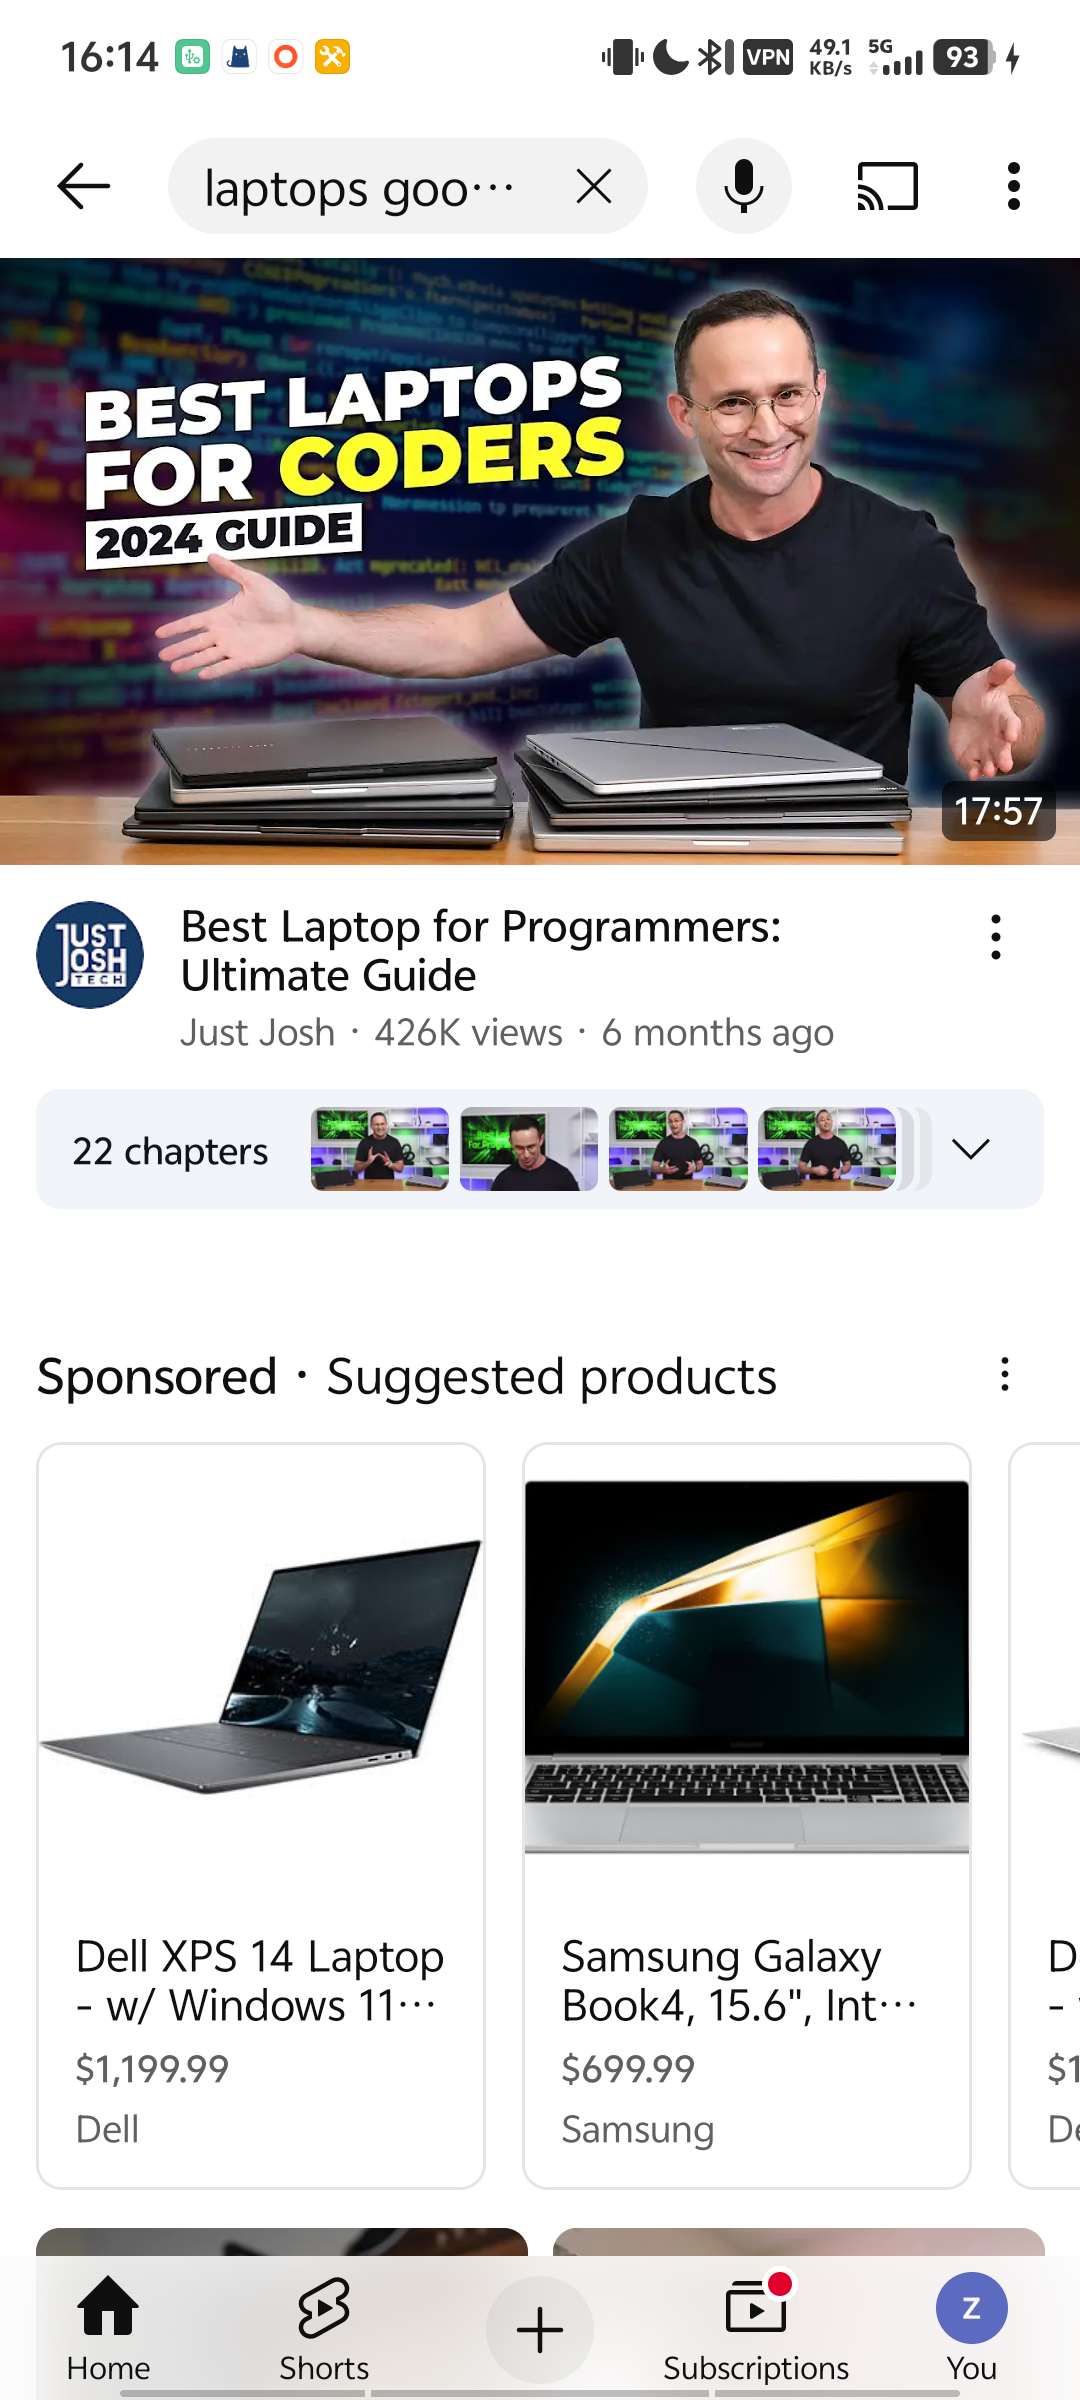 16:14
VPN
49.1
KB/s
5G
93
laptops goo…
BEST LAPTOPS
FOR CODERS
2024 GUIDE
17:57
JUST
JOSH
TECH
Best Laptop for Programmers:
Ultimate Guide
Just Josh · 426K views · 6 months ago
22 chapters
Sponsored · Suggested products
Dell XPS 14 Laptop
- w/ Windows 11…
$1,199.99
Dell
Samsung Galaxy
Book4, 15.6", Int…
$699.99
Samsung
D
-
$1
De
Home
Shorts
Subscriptions
Z
You